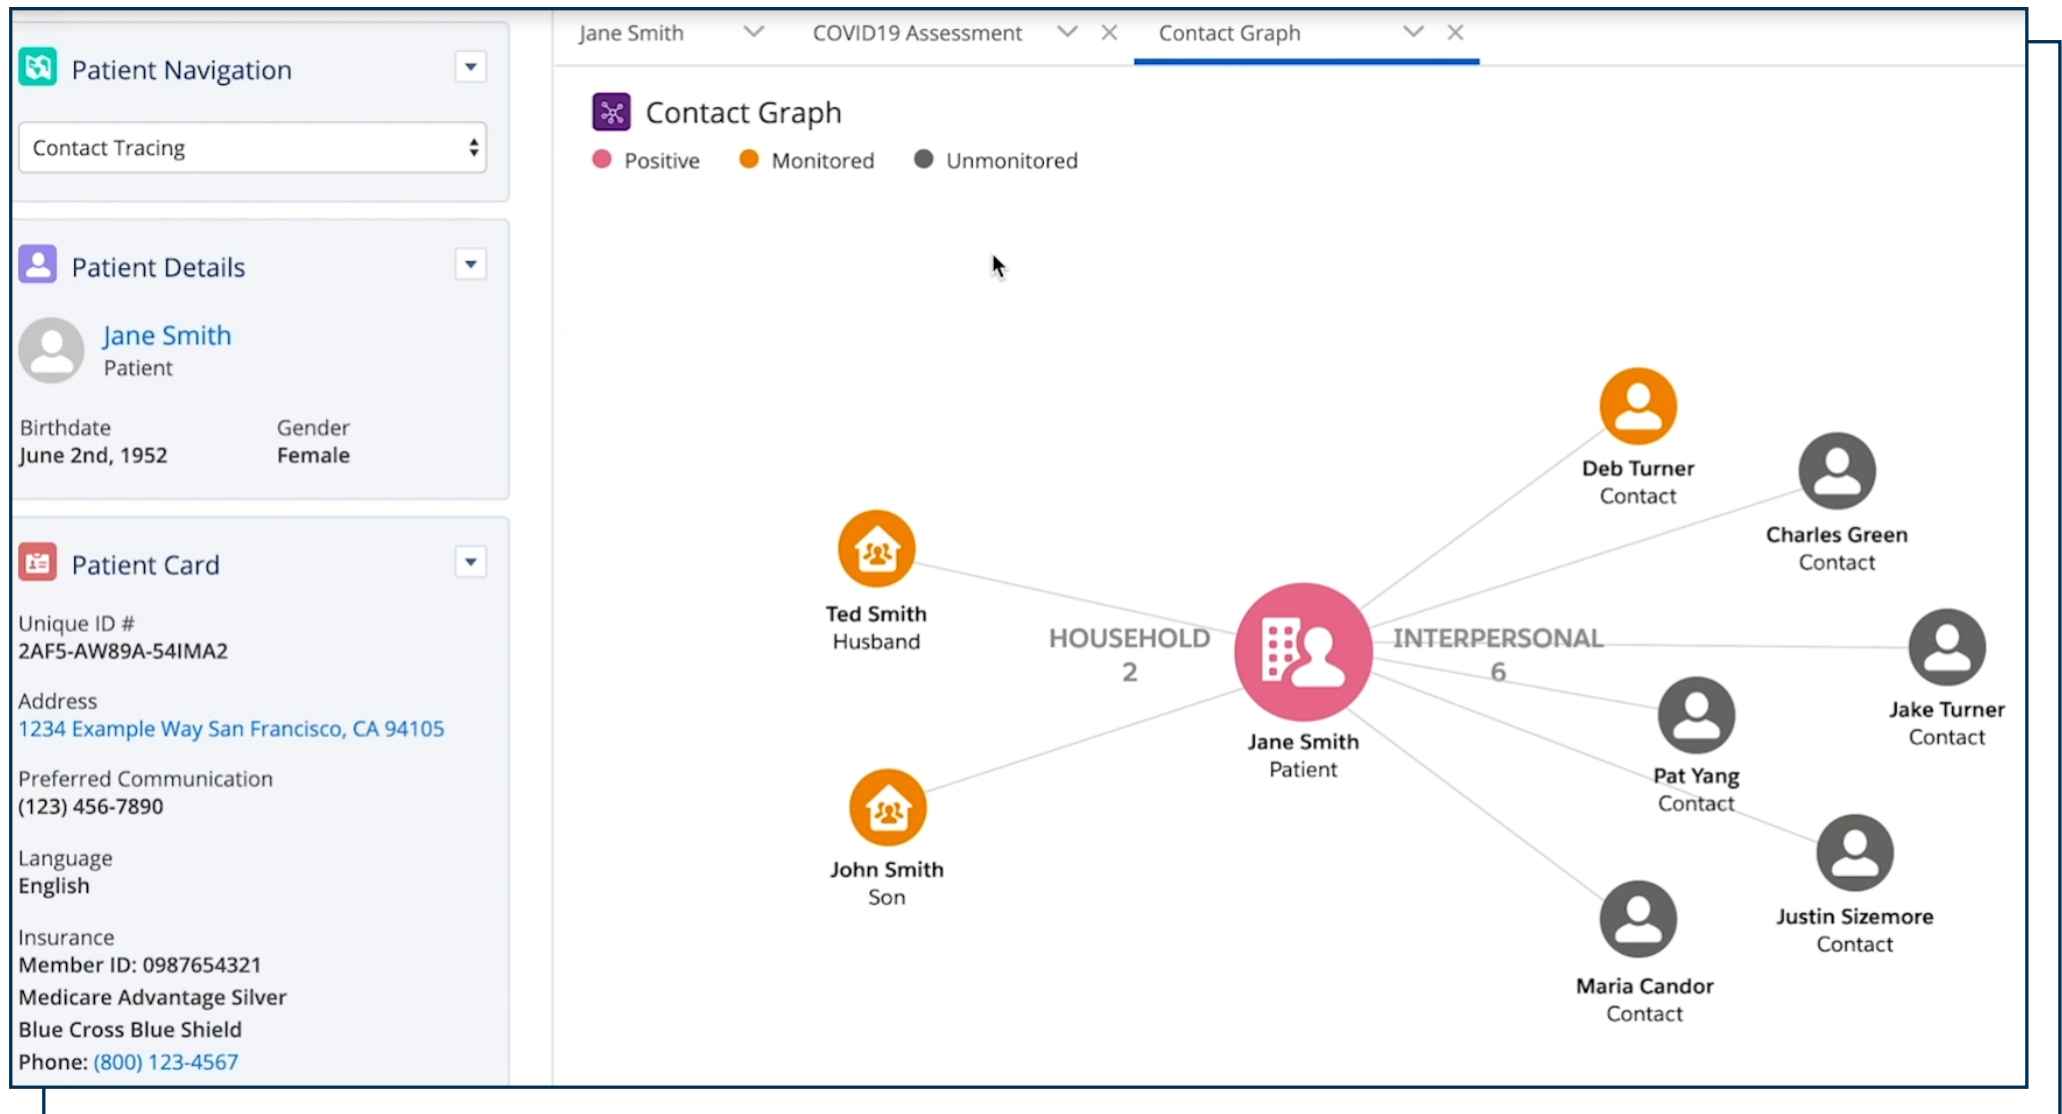 Patient Navigation
Contact Tracing
Patient Details
Jane Smith
Patient
Birthdate
Gender
June 2nd, 1952
Female
Patient Card
Unique ID #
2AF5-AW89A-54IMA2
Address
1234 Example Way San Francisco, CA 94105
Preferred Communication
(123) 456-7890
Language
English
Insurance
Member ID: 0987654321
Medicare Advantage Silver
Blue Cross Blue Shield
Phone: (800) 123-4567
Jane Smith
COVID19 Assessment
Contact Graph
Contact Graph
Positive
Monitored
Unmonitored
Deb Turner
Contact
Charles Green
Contact
Ted Smith
Husband
HOUSEHOLD
2
INTERPERSONAL
6
Jane Smith
Patient
Jake Turner
Contact
Pat Yang
Contact
John Smith
Son
Justin Sizemore
Contact
Maria Candor
Contact